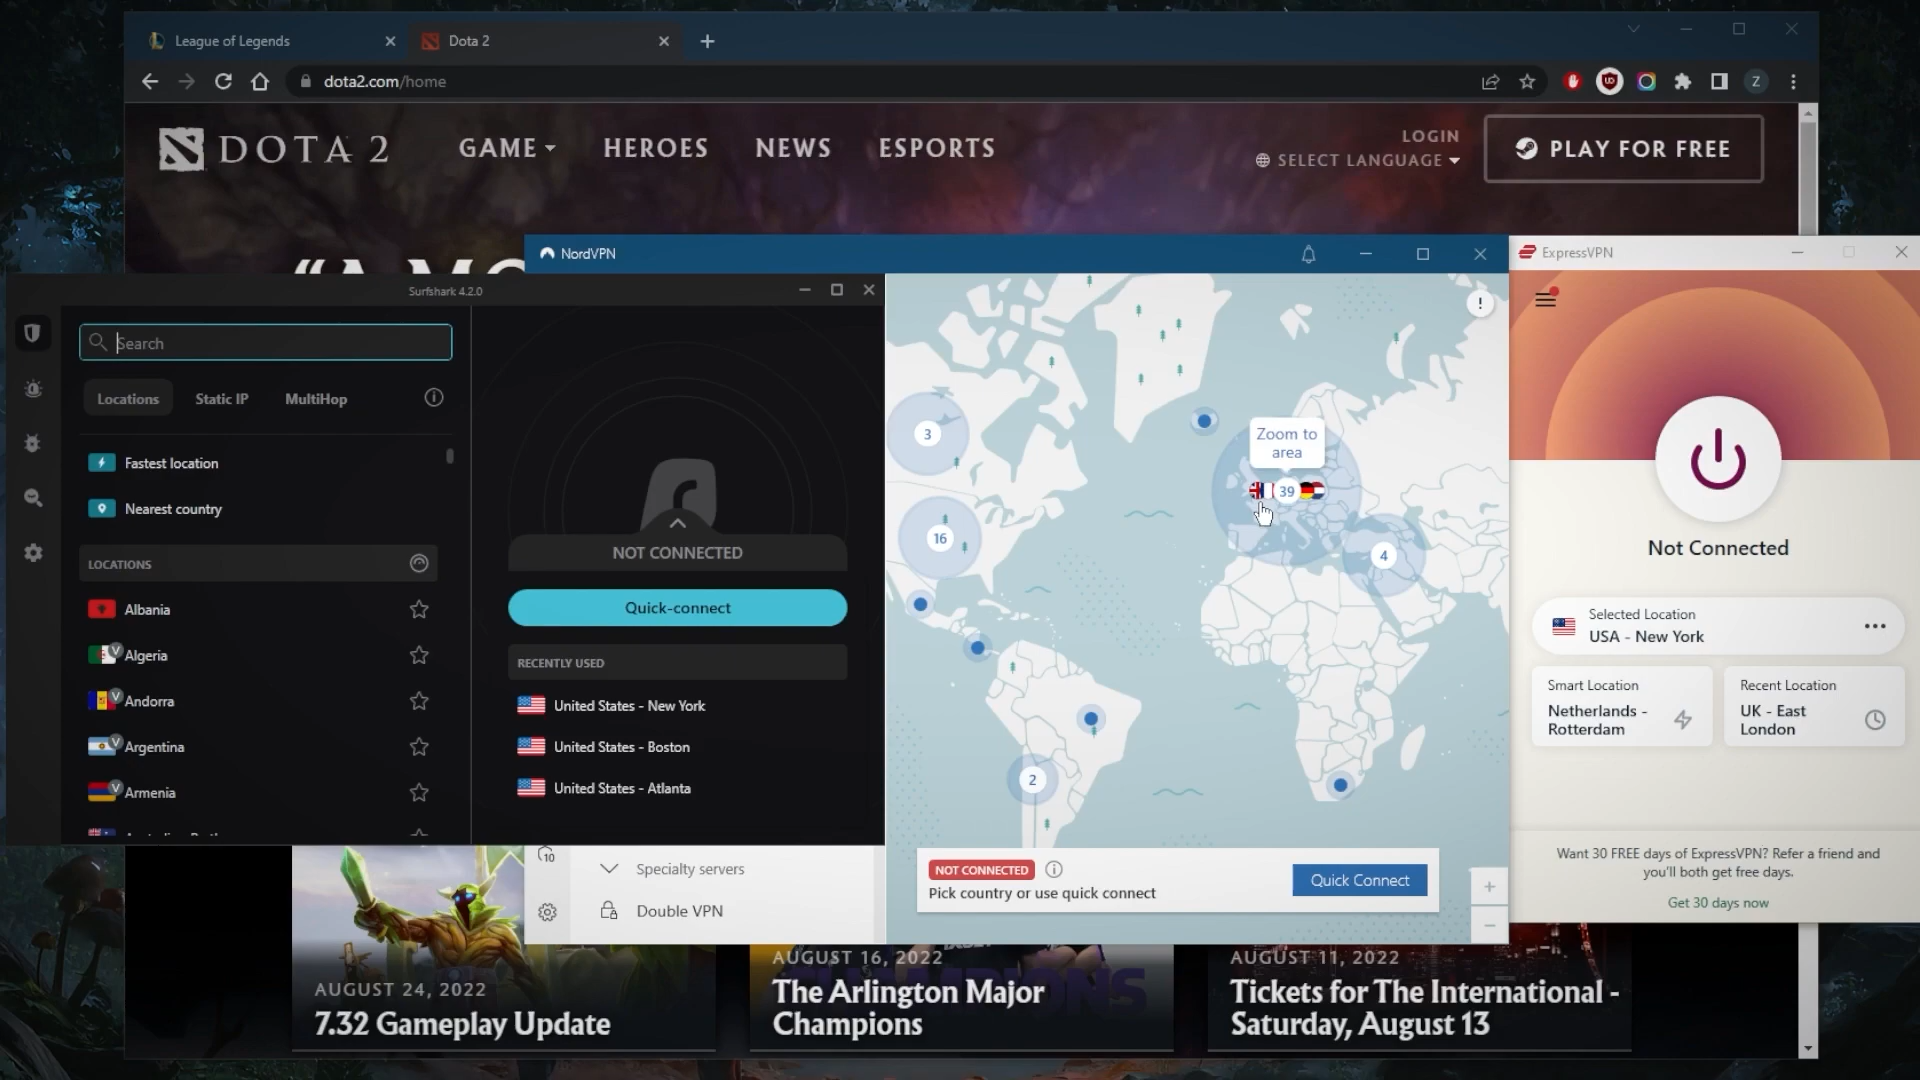 League of Legends
Dota 2
dota2.com/home
Z
DOTA 2
GAME
HEROES
NEWS
ESPORTS
LOGIN
SELECT LANGUAGE
PLAY FOR FREE
NordVPN
ExpressVPN
Surfshark 4.2.0
Search
Locations
Static IP
MultiHop
Fastest location
Nearest country
LOCATIONS
Albania
Algeria
V
Andorra
V
Argentina
V
Armenia
V
NOT CONNECTED
Quick-connect
RECENTLY USED
United States - New York
United States - Boston
United States - Atlanta
3
16
Zoom to
area
39
4
2
!
NOT CONNECTED
Pick country or use quick connect
Quick Connect
10
Specialty servers
Double VPN
Not Connected
Selected Location
USA - New York
Smart Location
Netherlands -
Rotterdam
Recent Location
UK - East
London
Want 30 FREE days of ExpressVPN? Refer a friend and
you'll both get free days.
Get 30 days now
AUGUST 24, 2022
7.32 Gameplay Update
AUGUST 16, 2022
The Arlington Major
Champions
AUGUST 11, 2022
Tickets for The International -
Saturday, August 13